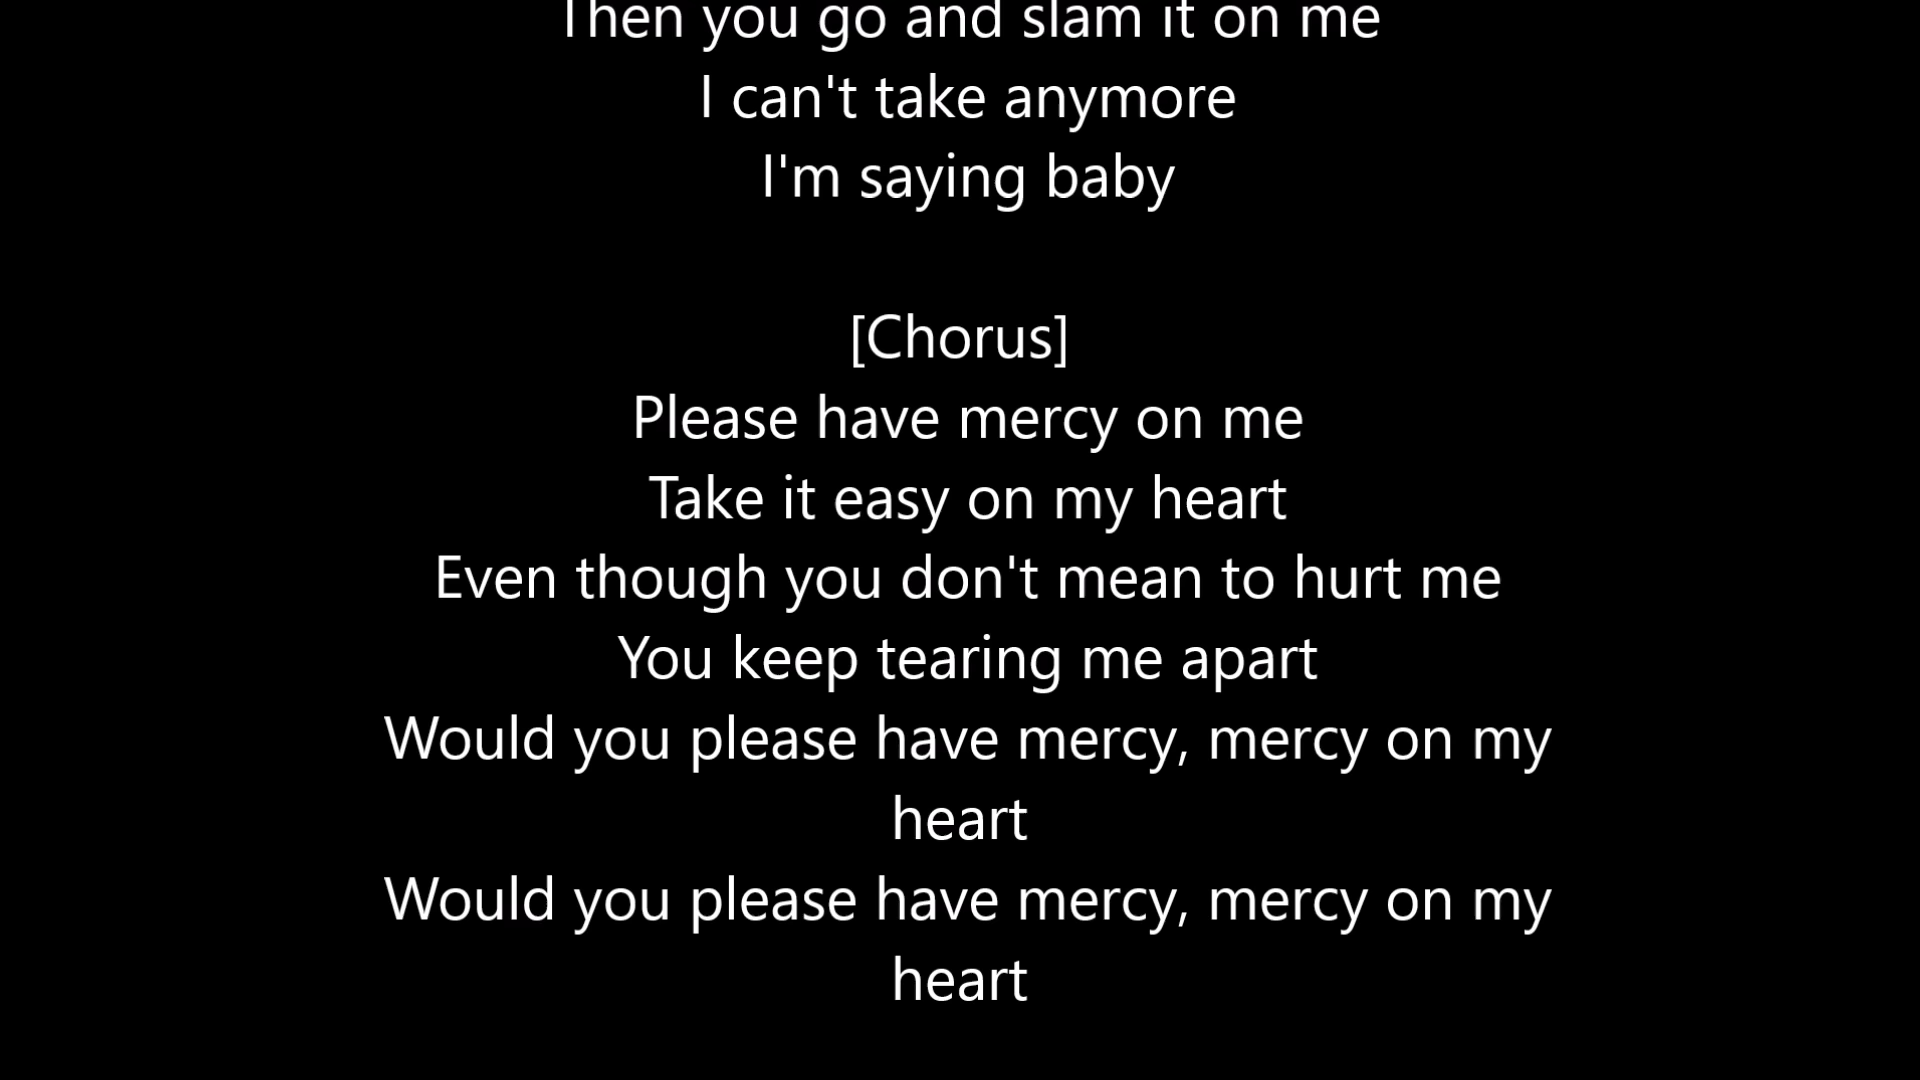 Then you go and slam it on me
I can't take anymore
I'm saying baby
[Chorus]
Please have mercy on me
Take it easy on my heart
Even though you don't mean to hurt me
You keep tearing me apart
Would you please have mercy, mercy on my
heart
Would you please have mercy, mercy on my
heart